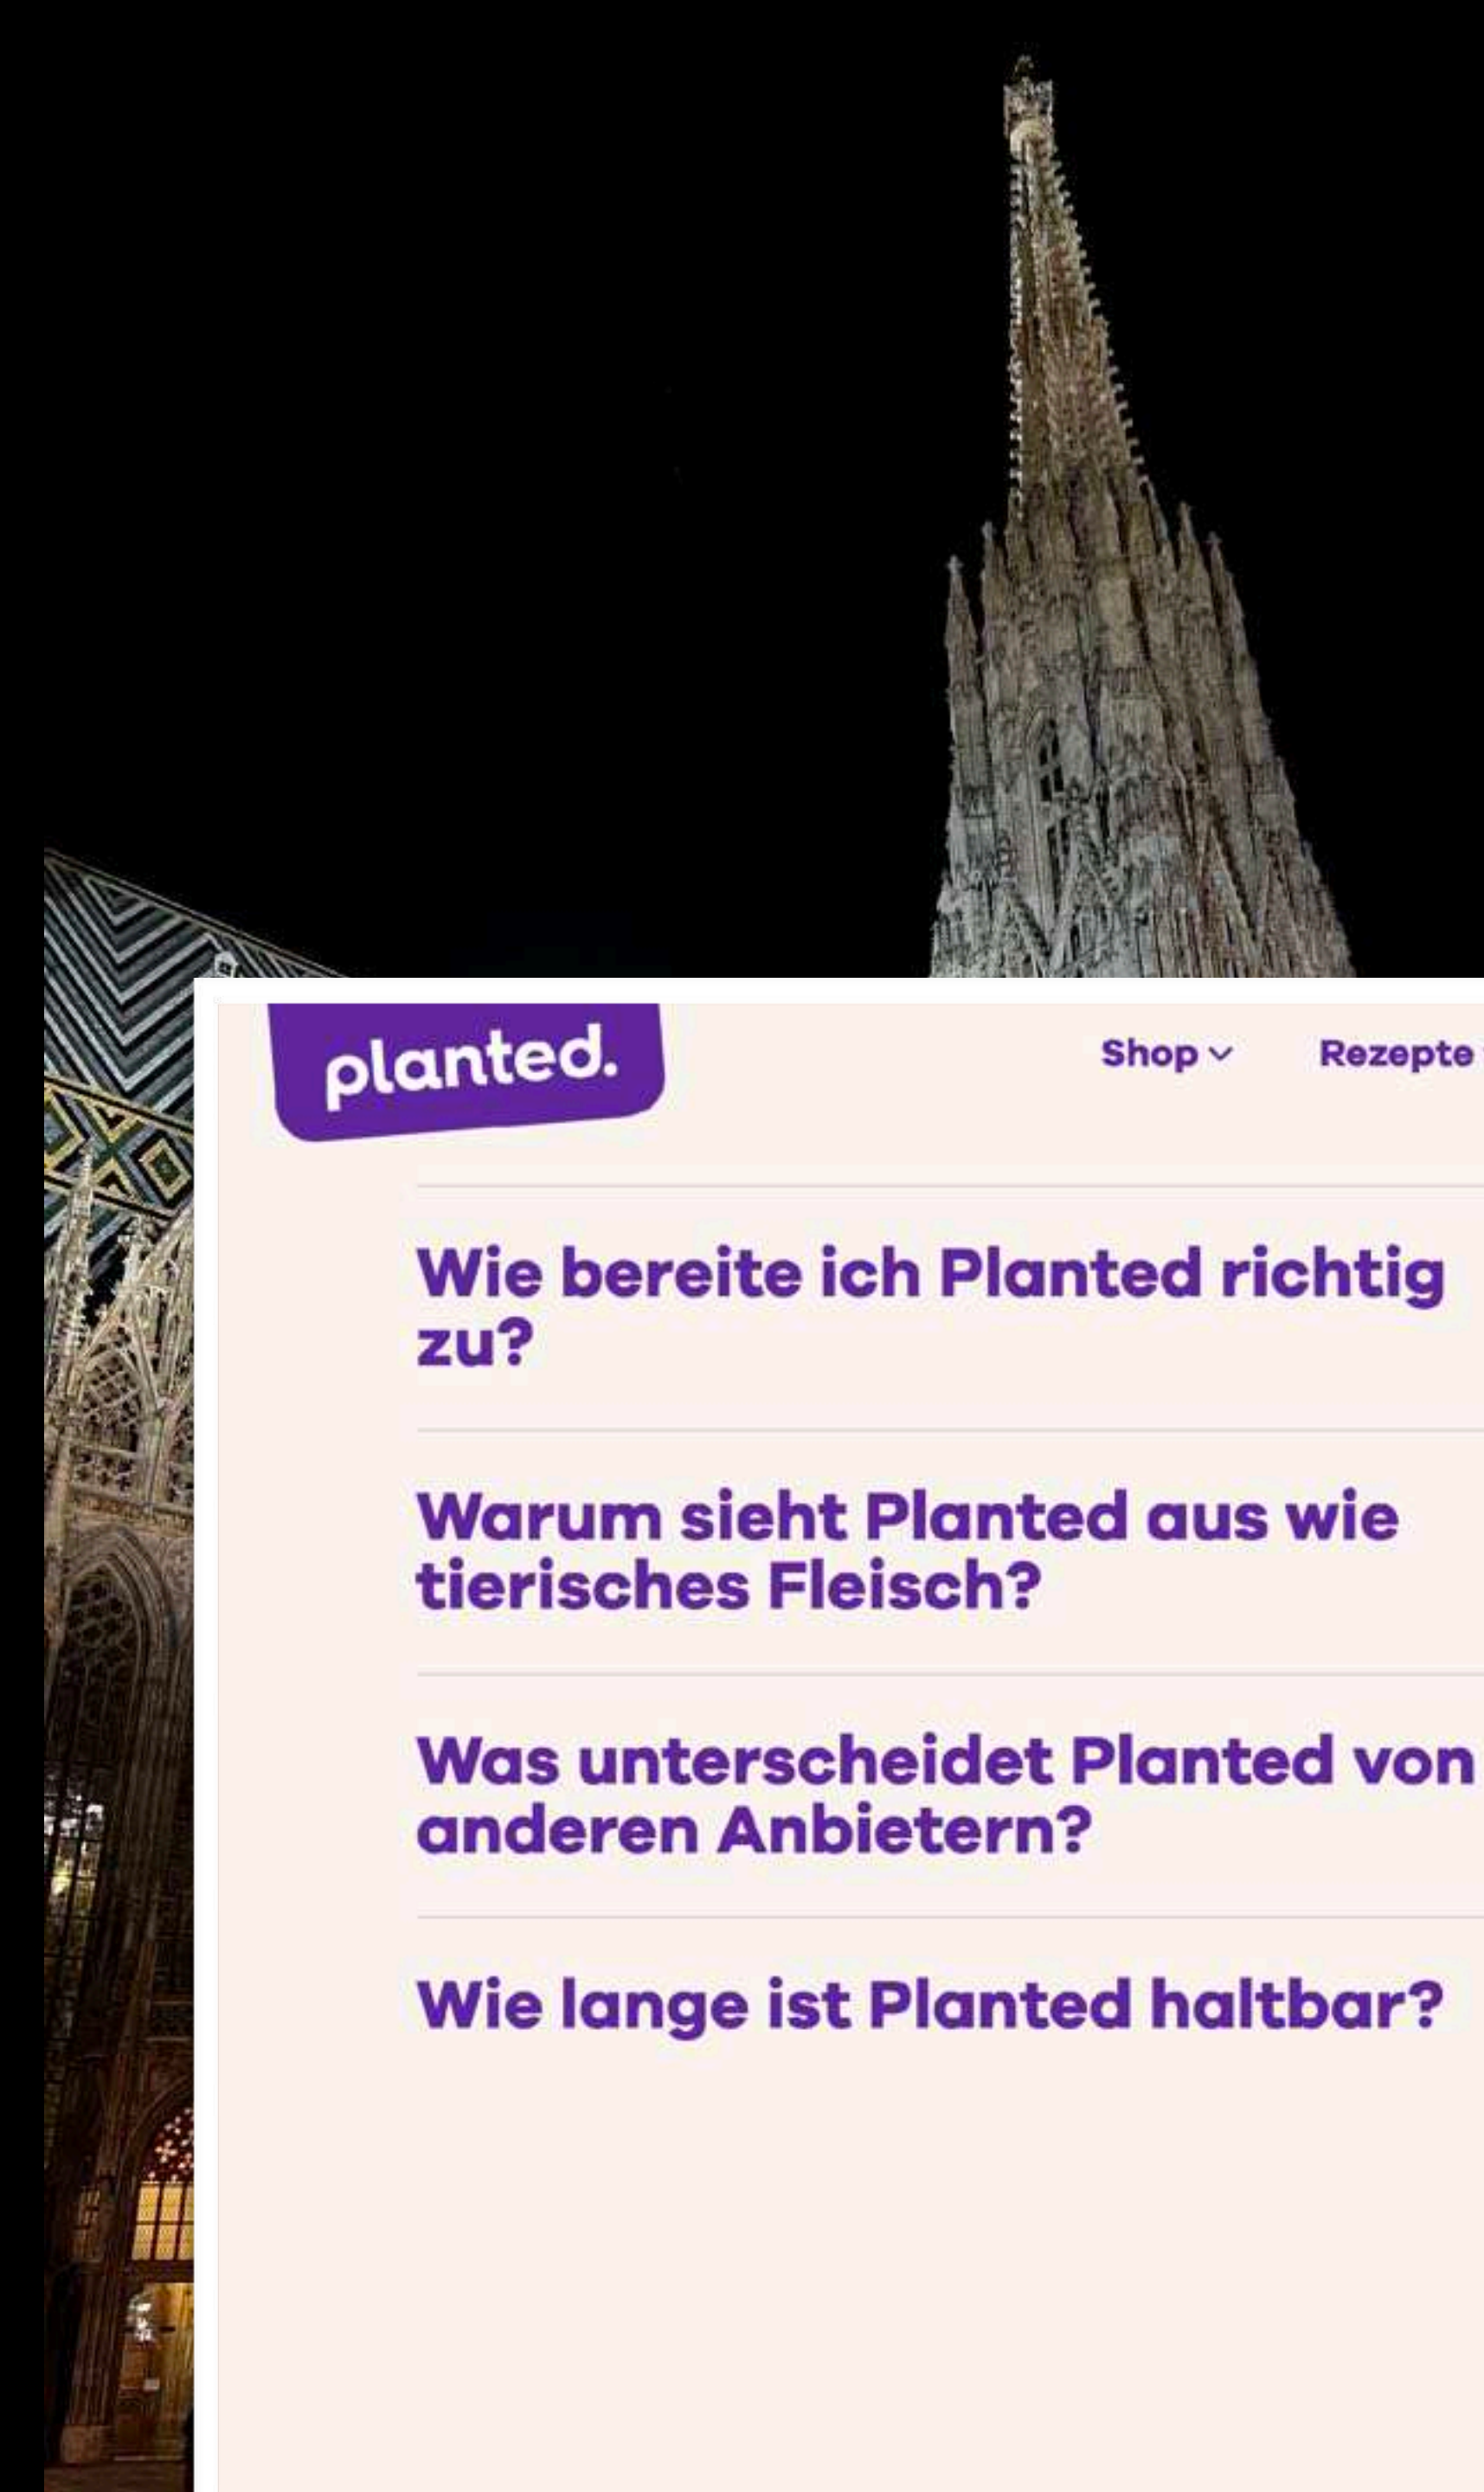 planted.
Shop
Rezepte
Wie bereite ich Planted richtig
zu?
Warum sieht Planted aus wie
tierisches Fleisch?
Was unterscheidet Planted von
anderen Anbietern?
Wie lange ist Planted haltbar?